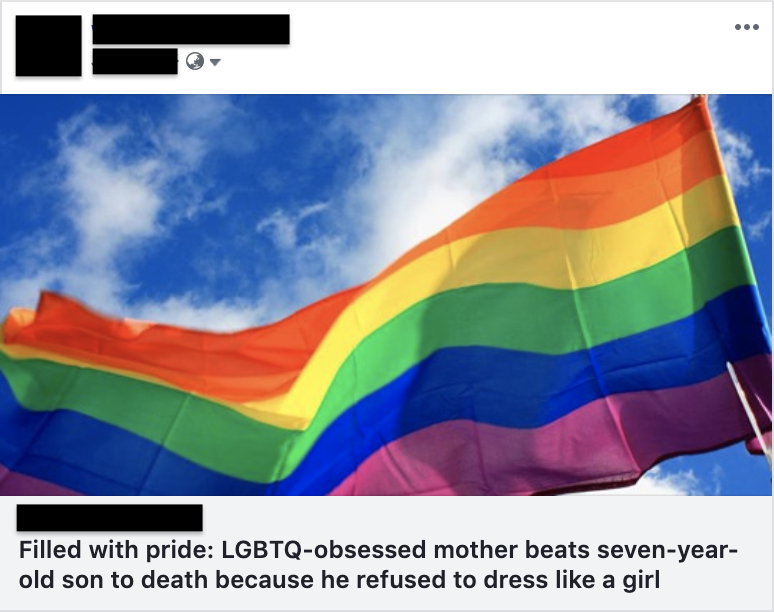 Filled with pride: LGBTQ-obsessed mother beats seven-year-
old son to death because he refused to dress like a girl